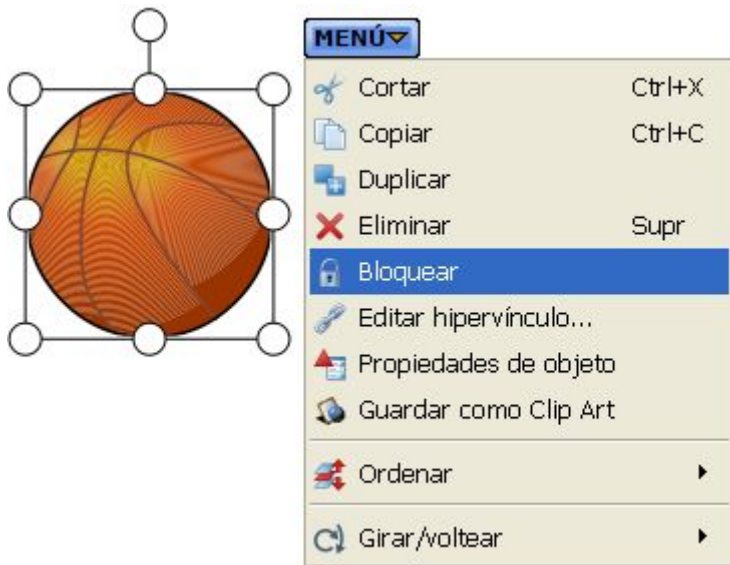 MENÚ
Cortar Ctrl+X
Copiar Ctrl+C
Duplicar
Eliminar Supr
Bloquear
Editar hipervínculo...
Propiedades de objeto
Guardar como Clip Art
Ordenar
Girar/voltear